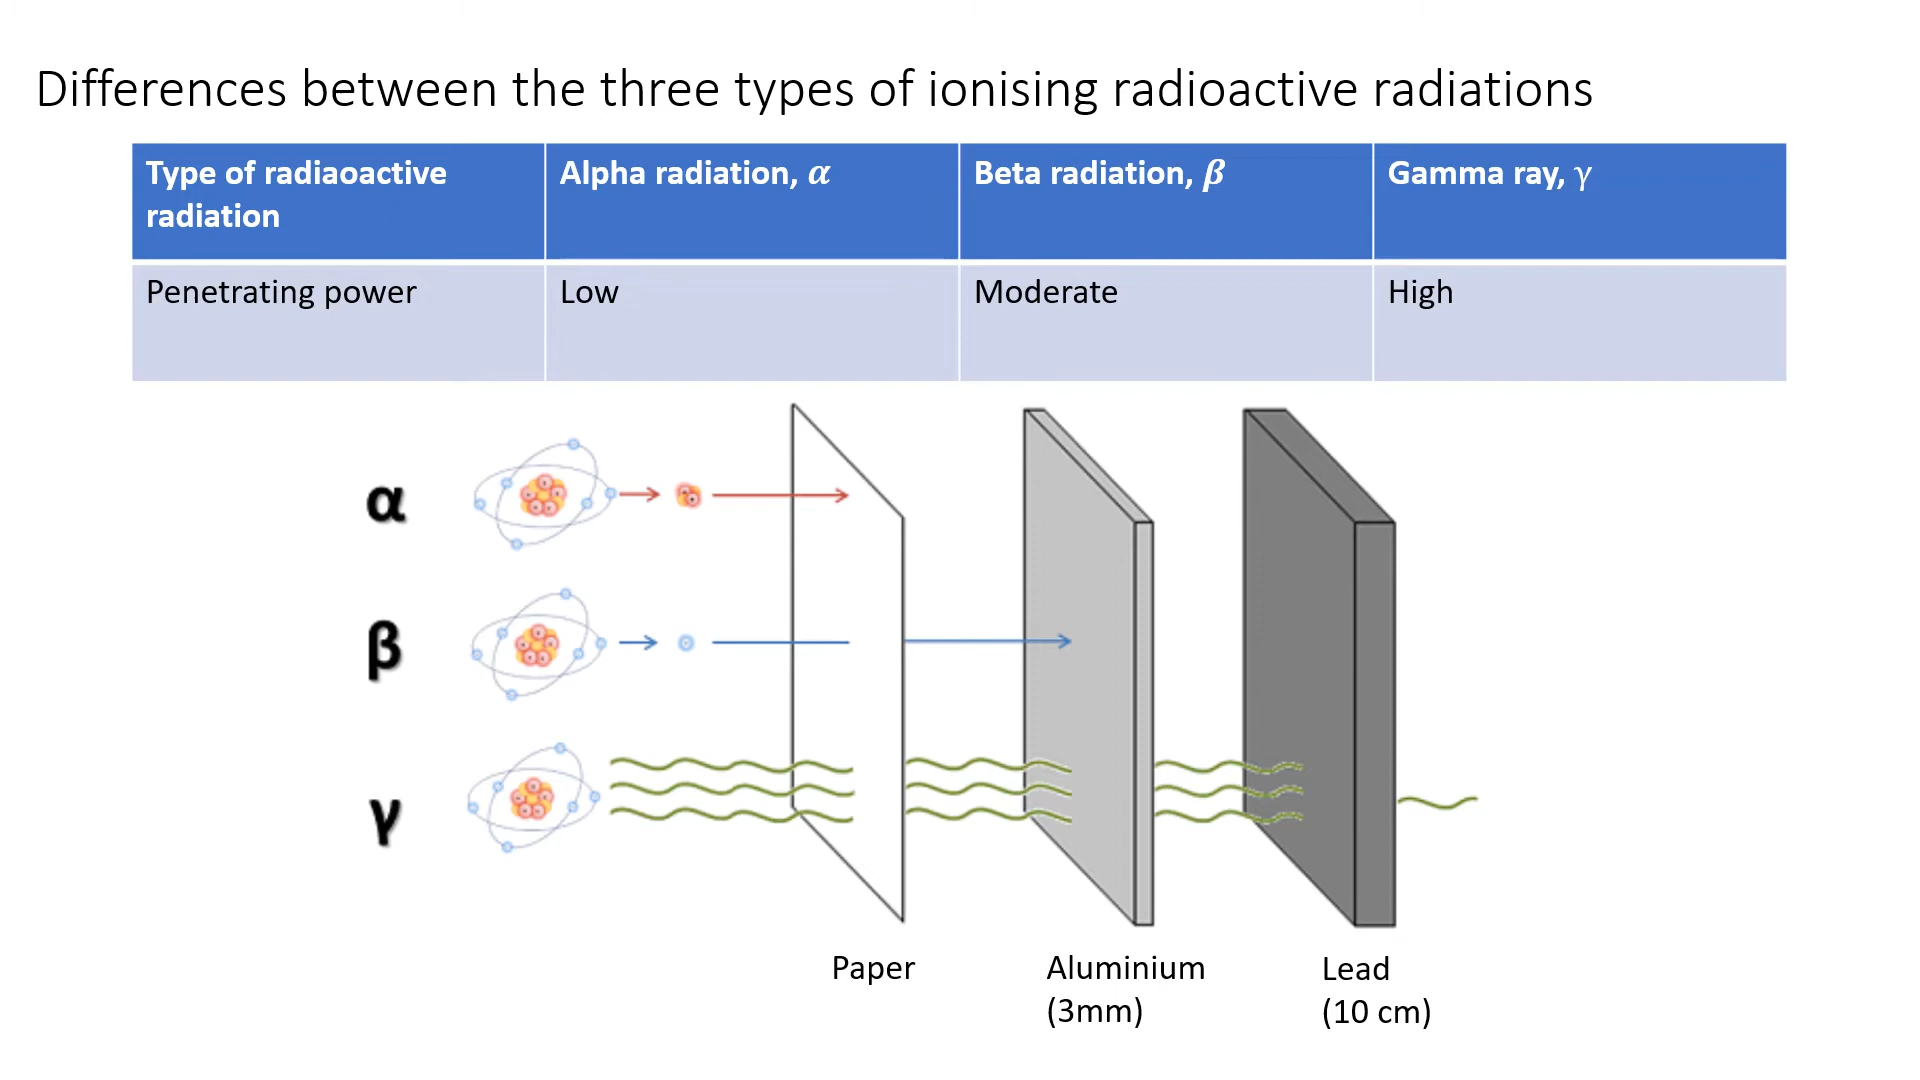 Differences between the three types of ionising radioactive radiations
Type of radiaoactive
radiation
Alpha radiation, α
Beta radiation, β
Gamma ray, γ
Penetrating power
Low
Moderate
High
α
β
γ
Paper
Aluminium
(3mm)
Lead
(10 cm)